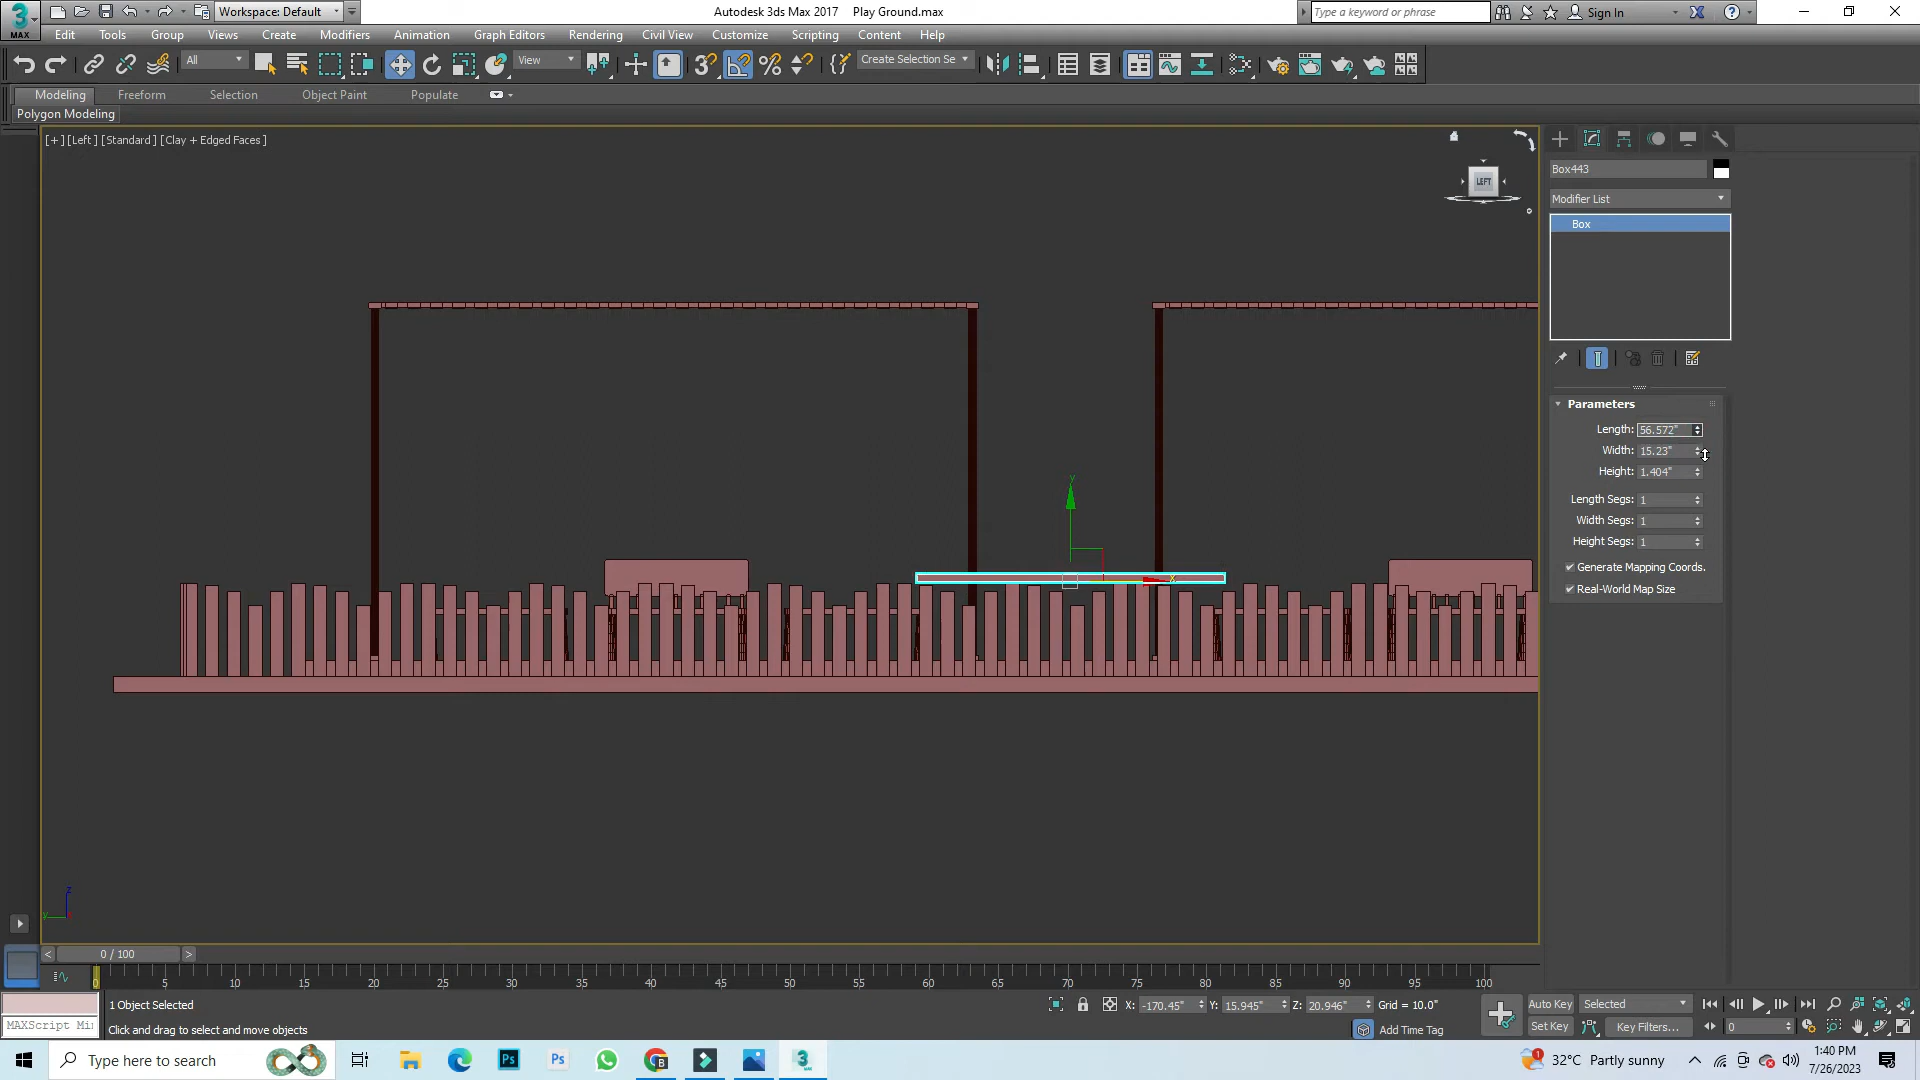 Workspace: Default
Autodesk 3ds Max 2017 Play Ground.max
Type a keyword or phrase
Sign In
MAX
Edit Tools Group Views Create Modifiers Animation Graph Editors Rendering Civil View Customize Scripting Content Help
All
View
Create Selection Se
Modeling Freeform Selection Object Paint Populate
Polygon Modeling
[+] [Left] [Standard] [Clay + Edged Faces]
LEFT
Box443
Modifier List
Box
Parameters
Length: 56.572"
Width: 15.23"
Height: 1.404"
Length Segs: 1
Width Segs: 1
Height Segs: 1
Generate Mapping Coords.
Real-World Map Size
y
x
z
y
< 0 / 100 >
0 5 10 15 20 25 30 35 40 45 50 55 60 65 70 75 80 85 90 95 100
1 Object Selected
X: -170.45" Y: 15.945" Z: 20.946" Grid = 10.0"
Auto Key Selected
MAXScript Mi
Click and drag to select and move objects
Add Time Tag
Set Key Key Filters... 0
Type here to search
32°C Partly sunny
1:40 PM
7/26/2023